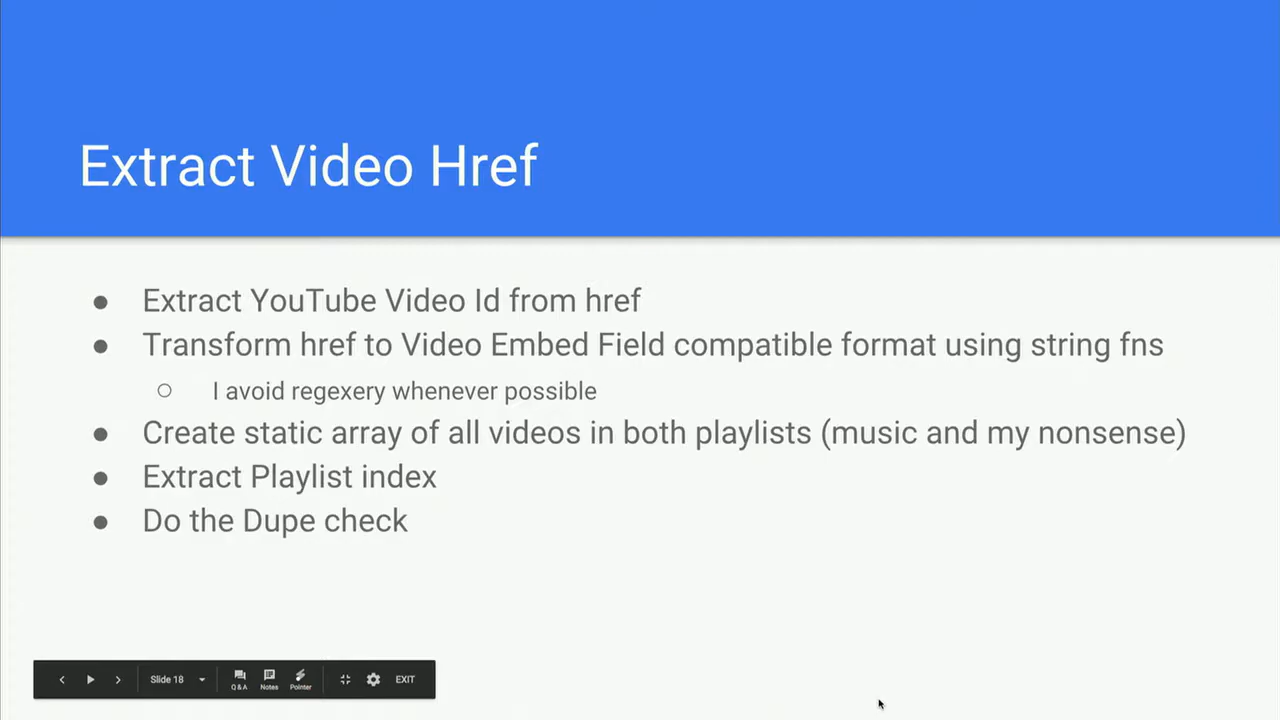 Extract Video Href
● Extract YouTube Video Id from href
● Transform href to Video Embed Field compatible format using string fns
○ I avoid regexery whenever possible
● Create static array of all videos in both playlists (music and my nonsense)
● Extract Playlist index
● Do the Dupe check
Slide 18 Q&A Notes Pointer EXIT